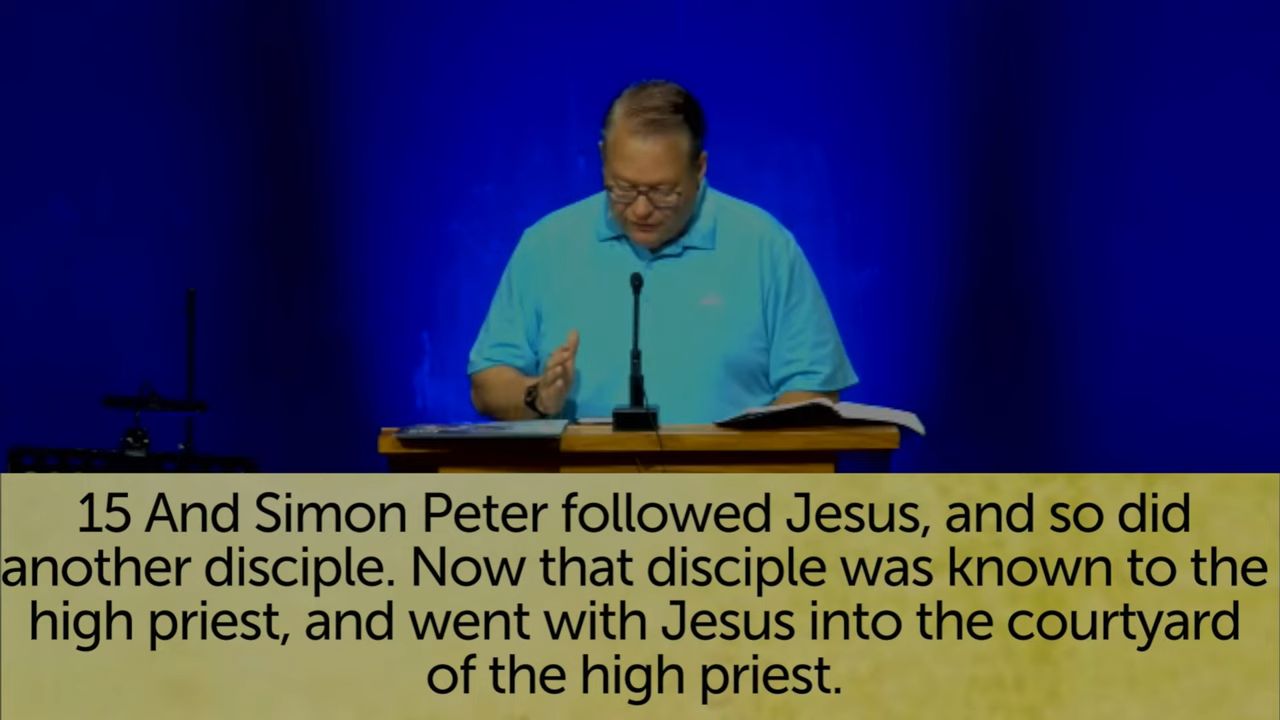 15 And Simon Peter followed Jesus, and so did
another disciple. Now that disciple was known to the
high priest, and went with Jesus into the courtyard
of the high priest.